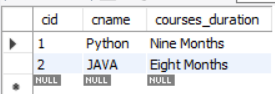 cid cname courses_duration
1 Python Nine Months
2 JAVA Eight Months
NULL NULL NULL